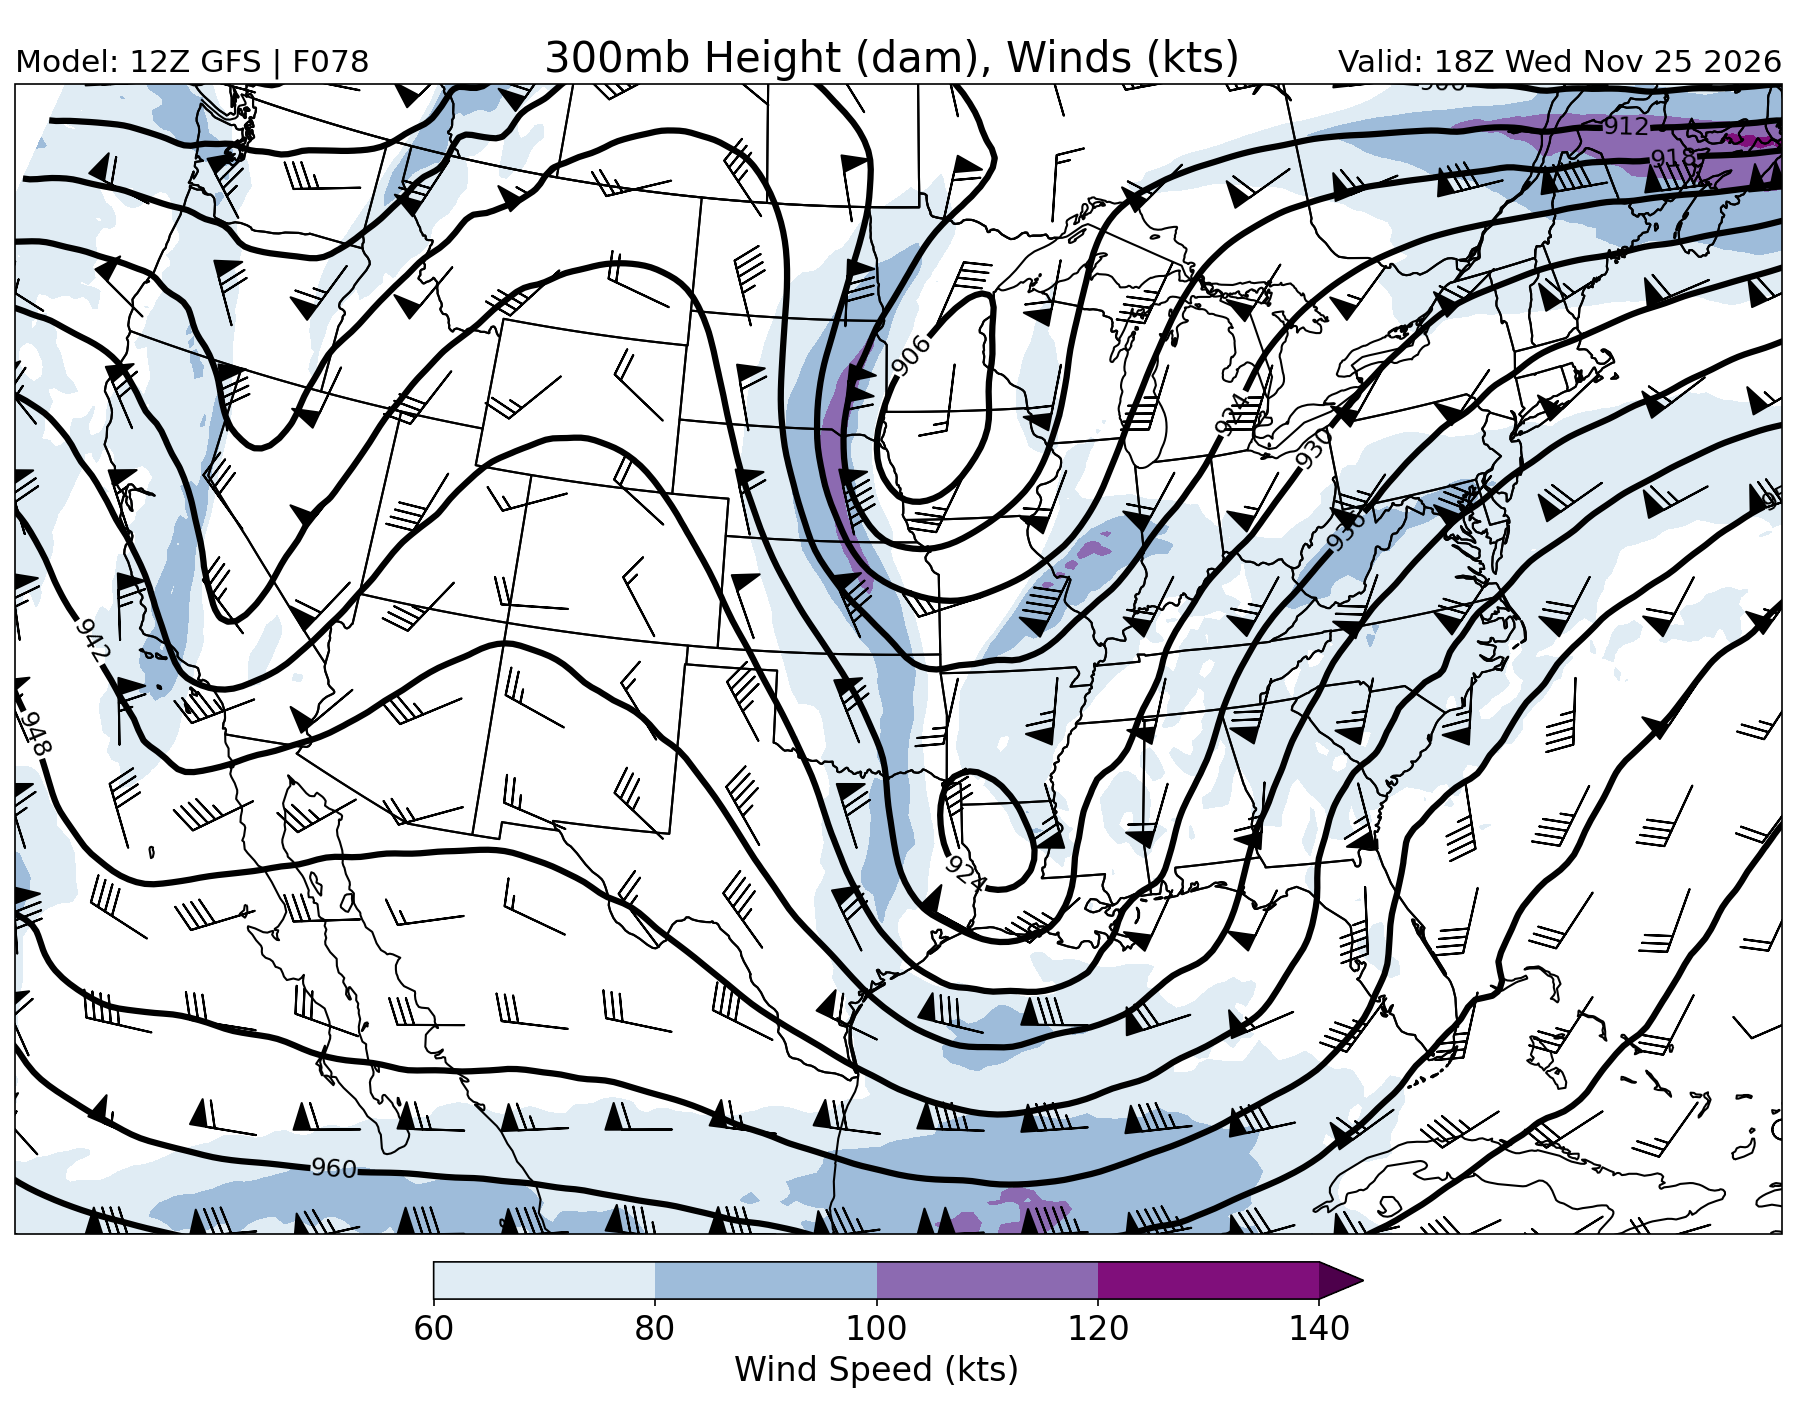 Model: 12Z GFS | F078
300mb Height (dam), Winds (kts)
Valid: 18Z Wed Nov 25 2026
912
918
906
924
930
936
942
948
924
960
60 80 100 120 140
Wind Speed (kts)